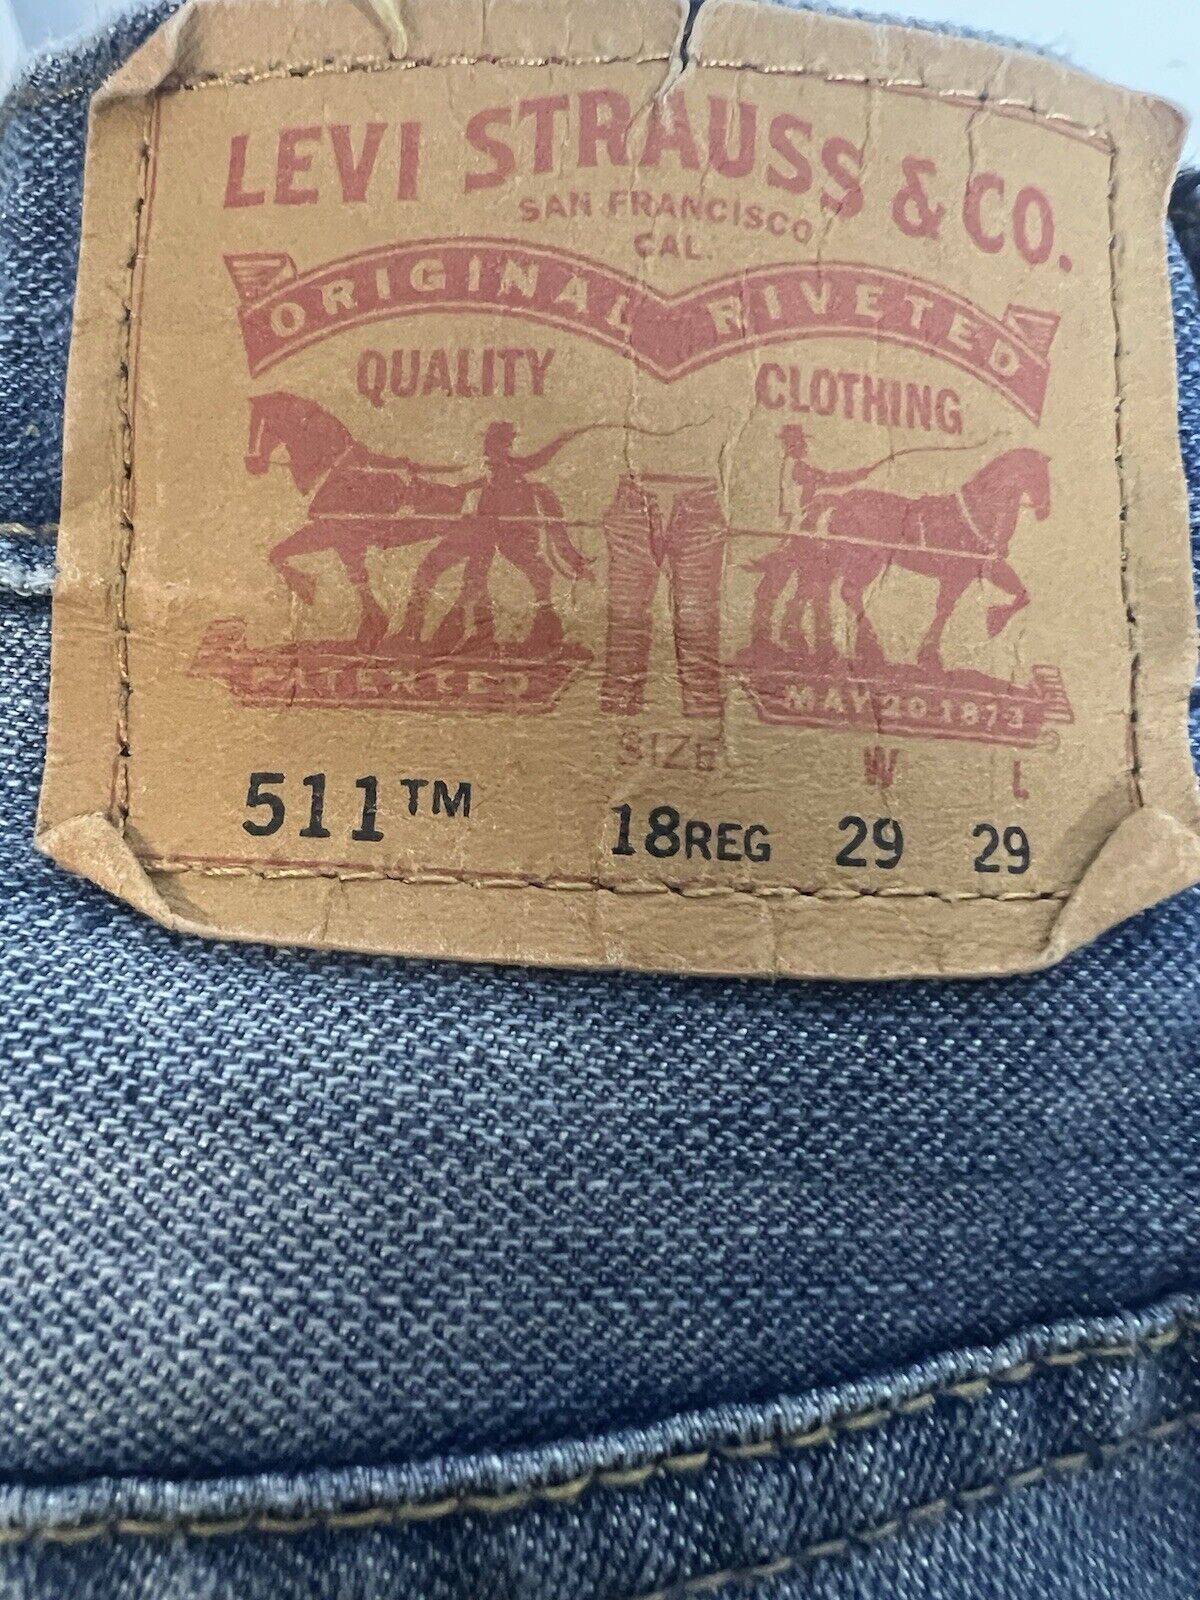 LEVI STRAUSS & CO.
SAN FRANCISCO
CAL.
ORIGINAL RIVETED
QUALITY CLOTHING
PATENTED MAY 20 1873
SIZE W L
511™ 18REG 29 29